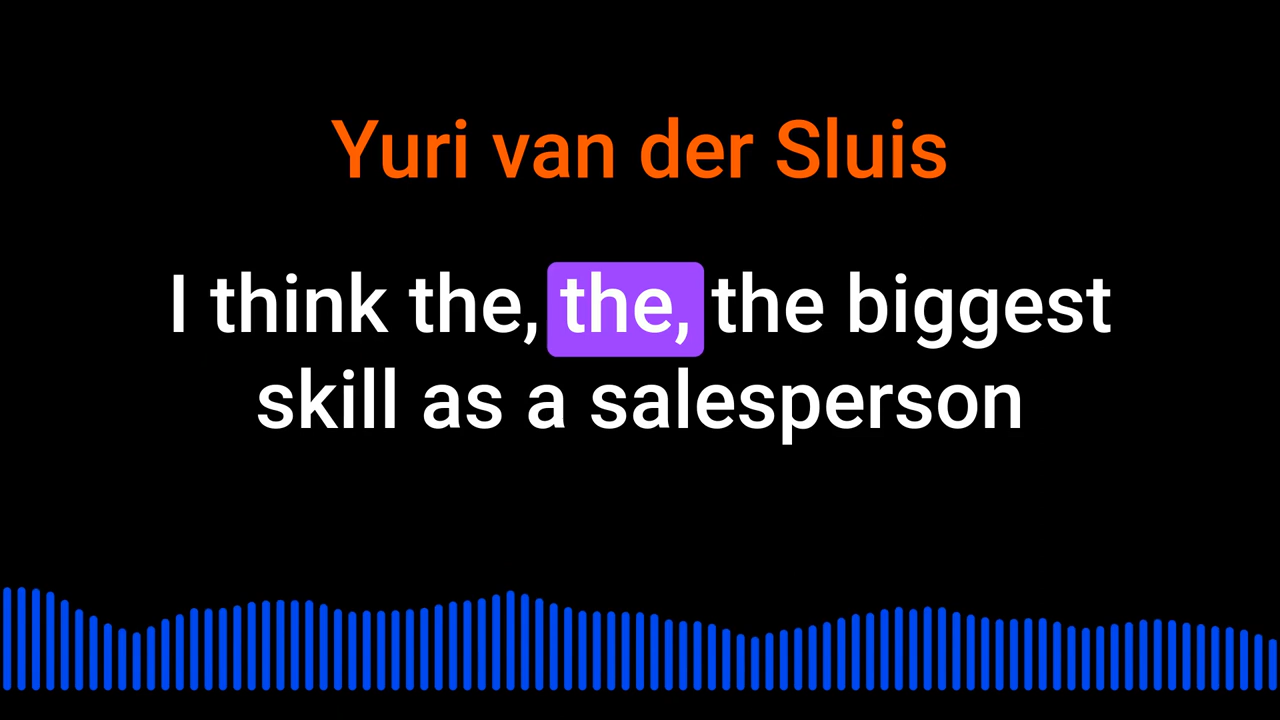 Yuri van der Sluis
I think the, the, the biggest
skill as a salesperson